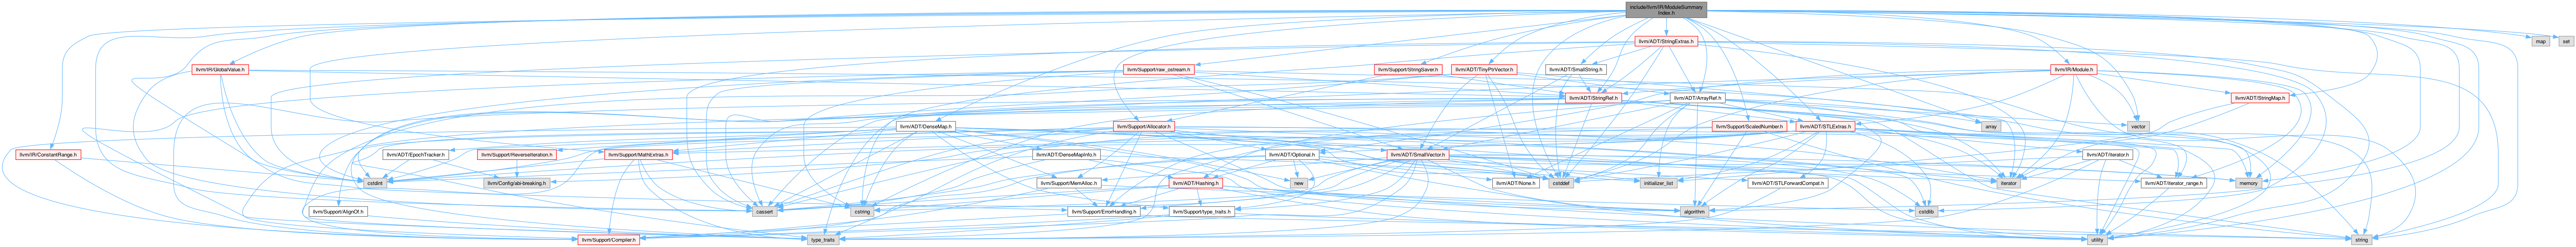 include/llvm/IR/ModuleSummary
Index.h
map
set
llvm/ADT/StringExtras.h
llvm/IR/GlobalValue.h
llvm/Support/raw_ostream.h
llvm/Support/StringSaver.h
llvm/ADT/TinyPtrVector.h
llvm/ADT/SmallString.h
llvm/IR/Module.h
llvm/ADT/StringRef.h
llvm/ADT/ArrayRef.h
llvm/ADT/StringMap.h
llvm/ADT/DenseMap.h
llvm/Support/Allocator.h
llvm/Support/ScaledNumber.h
llvm/ADT/STLExtras.h
array
vector
llvm/IR/ConstantRange.h
llvm/ADT/EpochTracker.h
llvm/Support/ReverseIteration.h
llvm/Support/MathExtras.h
llvm/ADT/DenseMapInfo.h
llvm/ADT/Optional.h
llvm/ADT/SmallVector.h
llvm/ADT/iterator.h
cstdint
llvm/Config/abi-breaking.h
llvm/Support/MemAlloc.h
llvm/ADT/Hashing.h
new
llvm/ADT/None.h
cstddef
initializer_list
llvm/ADT/STLForwardCompat.h
iterator
llvm/ADT/iterator_range.h
memory
llvm/Support/AlignOf.h
cassert
cstring
llvm/Support/ErrorHandling.h
llvm/Support/type_traits.h
algorithm
cstdlib
llvm/Support/Compiler.h
type_traits
utility
string